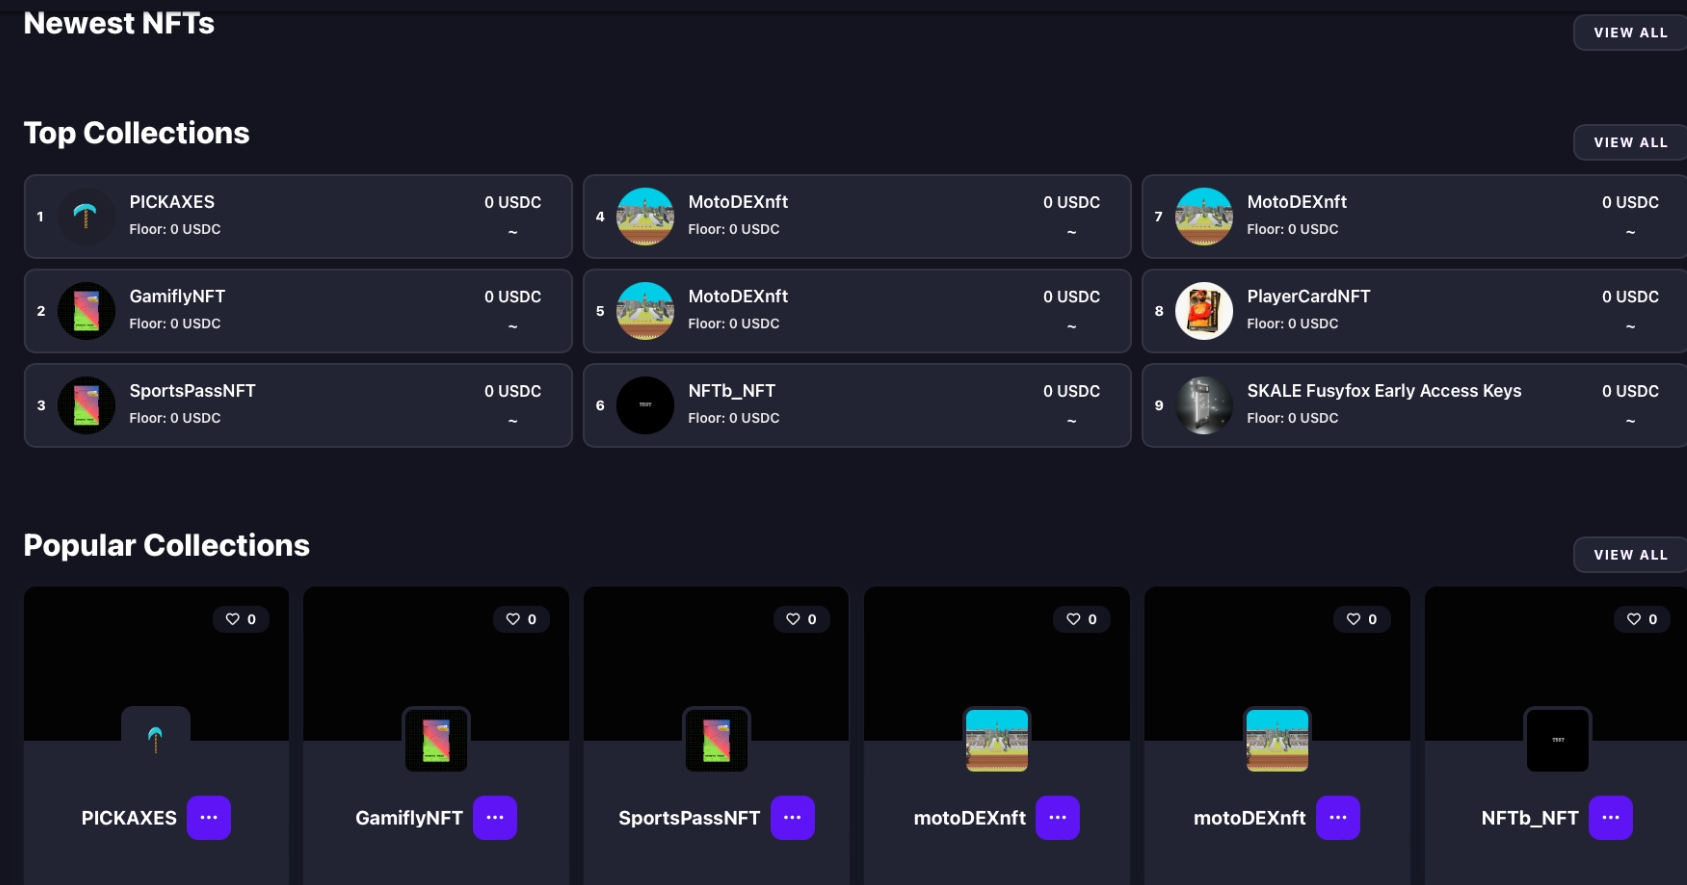 Newest NFTs
VIEW ALL
Top Collections
VIEW ALL
1
PICKAXES
Floor: 0 USDC
0 USDC
~
4
MotoDEXnft
Floor: 0 USDC
0 USDC
~
7
MotoDEXnft
Floor: 0 USDC
0 USDC
~
2
GamiflyNFT
Floor: 0 USDC
0 USDC
~
5
MotoDEXnft
Floor: 0 USDC
0 USDC
~
8
PlayerCardNFT
Floor: 0 USDC
0 USDC
~
3
SportsPassNFT
Floor: 0 USDC
0 USDC
~
6
TEST
NFTb_NFT
Floor: 0 USDC
0 USDC
~
9
SKALE Fusyfox Early Access Keys
Floor: 0 USDC
0 USDC
~
Popular Collections
VIEW ALL
0
0
0
0
0
0
TEST
PICKAXES ...
GamiflyNFT ...
SportsPassNFT ...
motoDEXnft ...
motoDEXnft ...
NFTb_NFT ...